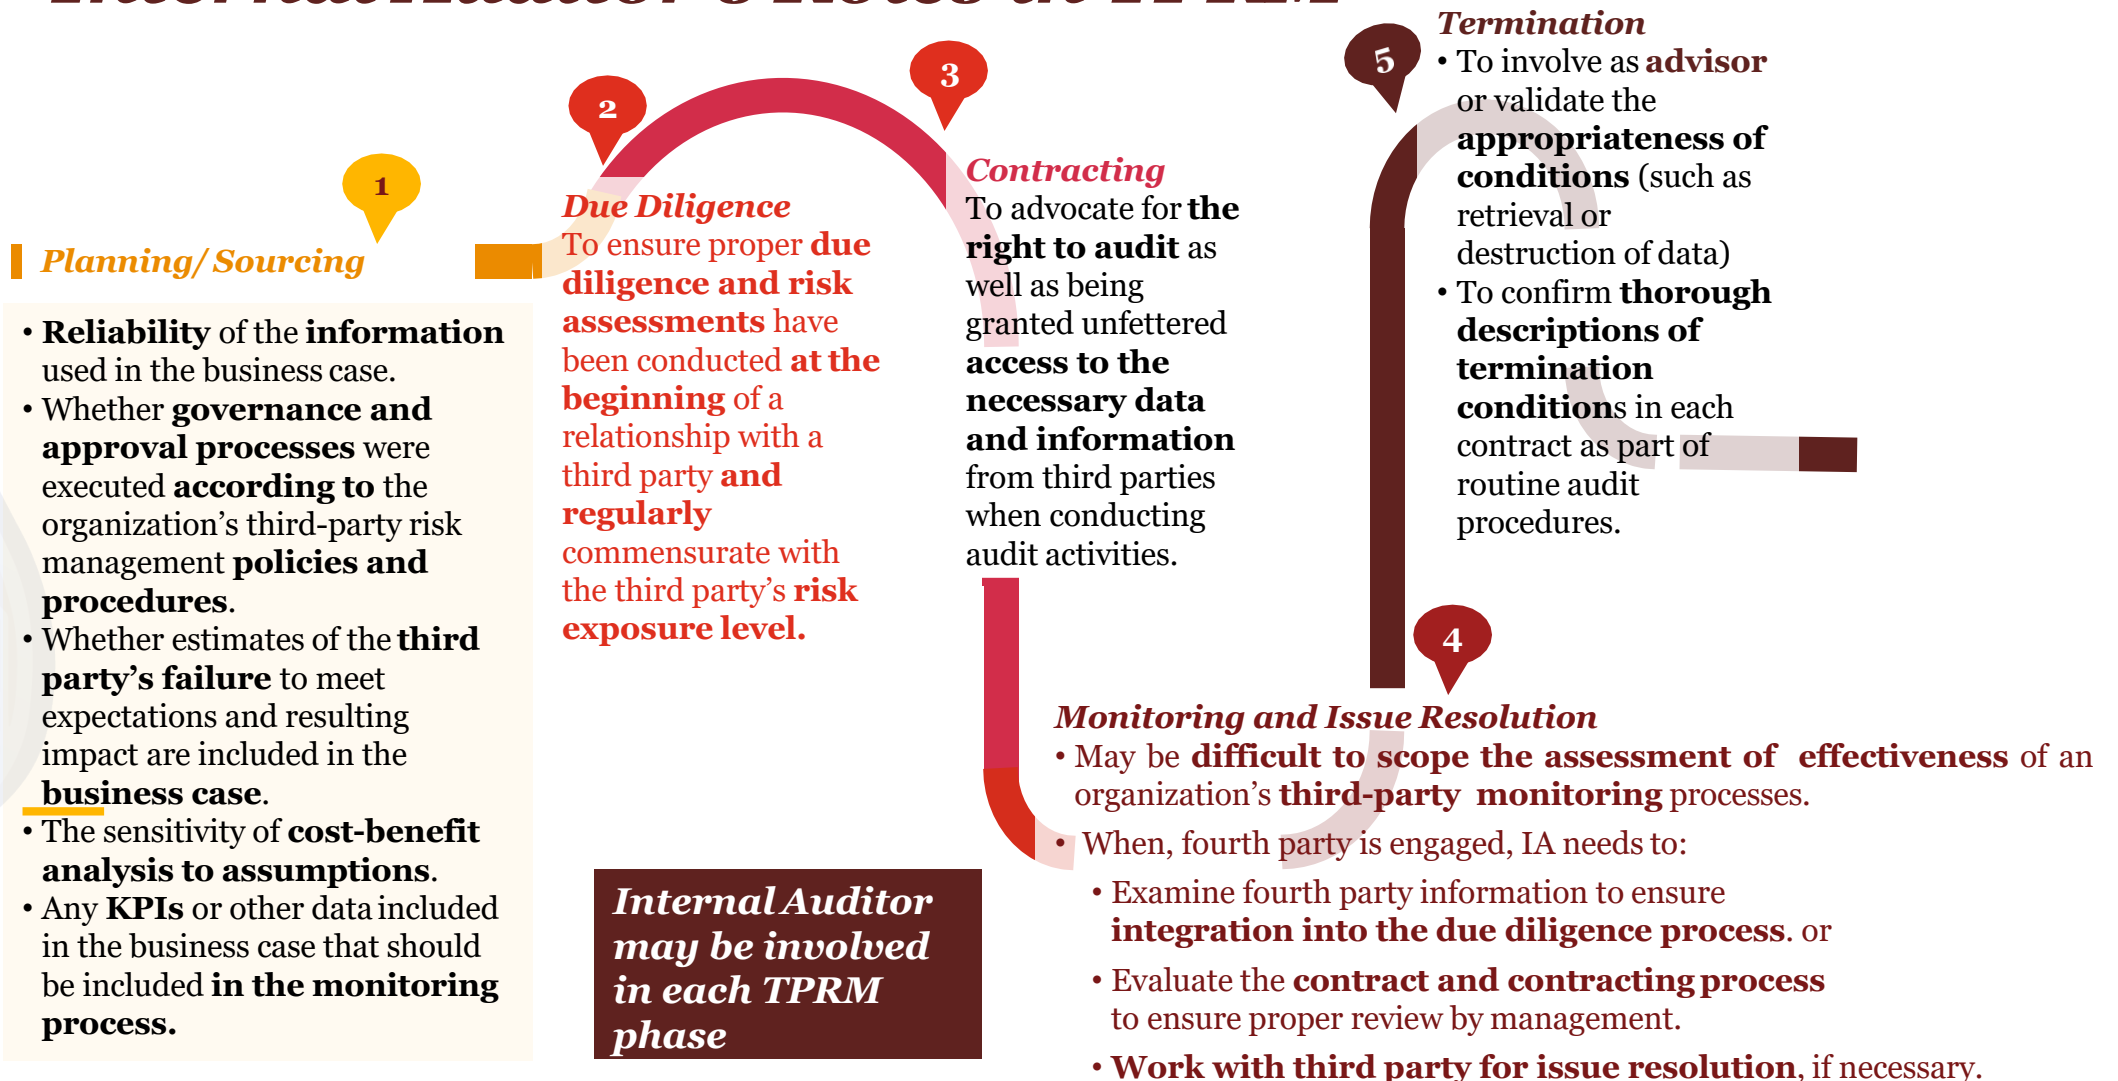 Internal Auditor's Roles in TPRM
1
Planning/Sourcing
• Reliability of the information
used in the business case.
• Whether governance and
approval processes were
executed according to the
organization's third-party risk
management policies and
procedures.
• Whether estimates of the third
party's failure to meet
expectations and resulting
impact are included in the
business case.
• The sensitivity of cost-benefit
analysis to assumptions.
• Any KPIs or other data included
in the business case that should
be included in the monitoring
process.
2
Due Diligence
To ensure proper due
diligence and risk
assessments have
been conducted at the
beginning of a
relationship with a
third party and
regularly
commensurate with
the third party's risk
exposure level.
3
Contracting
To advocate for the
right to audit as
well as being
granted unfettered
access to the
necessary data
and information
from third parties
when conducting
audit activities.
4
Monitoring and Issue Resolution
• May be difficult to scope the assessment of effectiveness of an
organization's third-party monitoring processes.
• When, fourth party is engaged, IA needs to:
• Examine fourth party information to ensure
integration into the due diligence process. or
• Evaluate the contract and contracting process
to ensure proper review by management.
• Work with third party for issue resolution, if necessary.
5
Termination
• To involve as advisor
or validate the
appropriateness of
conditions (such as
retrieval or
destruction of data)
• To confirm thorough
descriptions of
termination
conditions in each
contract as part of
routine audit
procedures.
Internal Auditor
may be involved
in each TPRM
phase